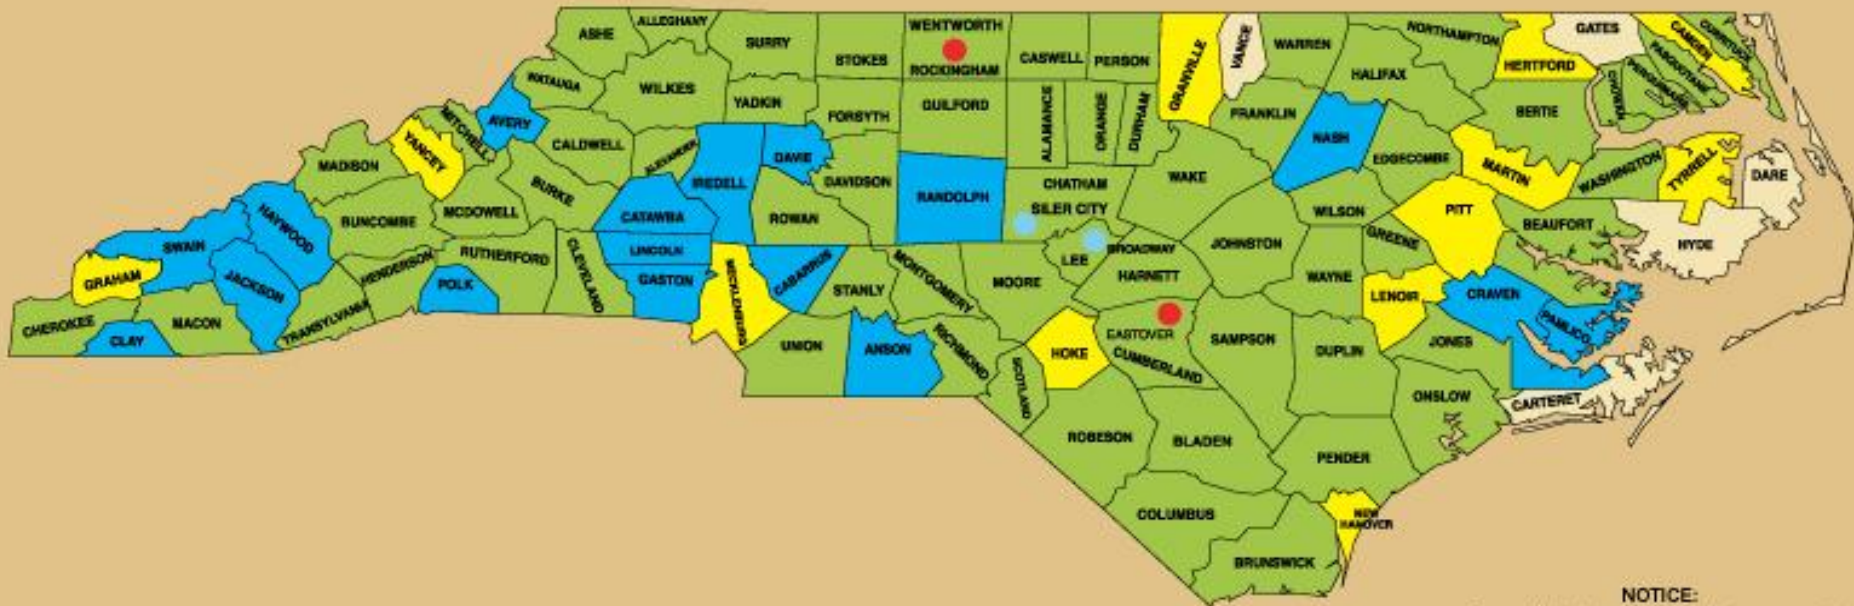 ASHE
ALLEGHANY
SURRY
STOKES
WENTWORTH
ROCKINGHAM
CASWELL
PERSON
GRANVILLE
VANCE
WARREN
NORTHAMPTON
HERTFORD
GATES
CAMDEN
CURRITUCK
PASQUOTANK
PERQUIMANS
CHOWAN
WATAUGA
WILKES
YADKIN
FORSYTH
GUILFORD
ALAMANCE
ORANGE
DURHAM
FRANKLIN
HALIFAX
BERTIE
AVERY
MITCHELL
YANCEY
MADISON
CALDWELL
ALEXANDER
IREDELL
DAVIE
DAVIDSON
RANDOLPH
CHATHAM
SILER CITY
WAKE
NASH
EDGECOMBE
MARTIN
WASHINGTON
TYRRELL
DARE
HAYWOOD
BUNCOMBE
MCDOWELL
BURKE
CATAWBA
ROWAN
WILSON
PITT
BEAUFORT
HYDE
SWAIN
GRAHAM
JACKSON
HENDERSON
RUTHERFORD
CLEVELAND
LINCOLN
GASTON
MECKLENBURG
CABARRUS
STANLY
MONTGOMERY
MOORE
LEE
BROADWAY
HARNETT
JOHNSTON
WAYNE
GREENE
LENOIR
CRAVEN
PAMLICO
CHEROKEE
CLAY
MACON
TRANSYLVANIA
POLK
UNION
ANSON
RICHMOND
SCOTLAND
HOKE
EASTOVER
CUMBERLAND
SAMPSON
DUPLIN
JONES
ONSLOW
CARTERET
ROBESON
BLADEN
PENDER
COLUMBUS
NEW
HANOVER
BRUNSWICK
NOTICE: